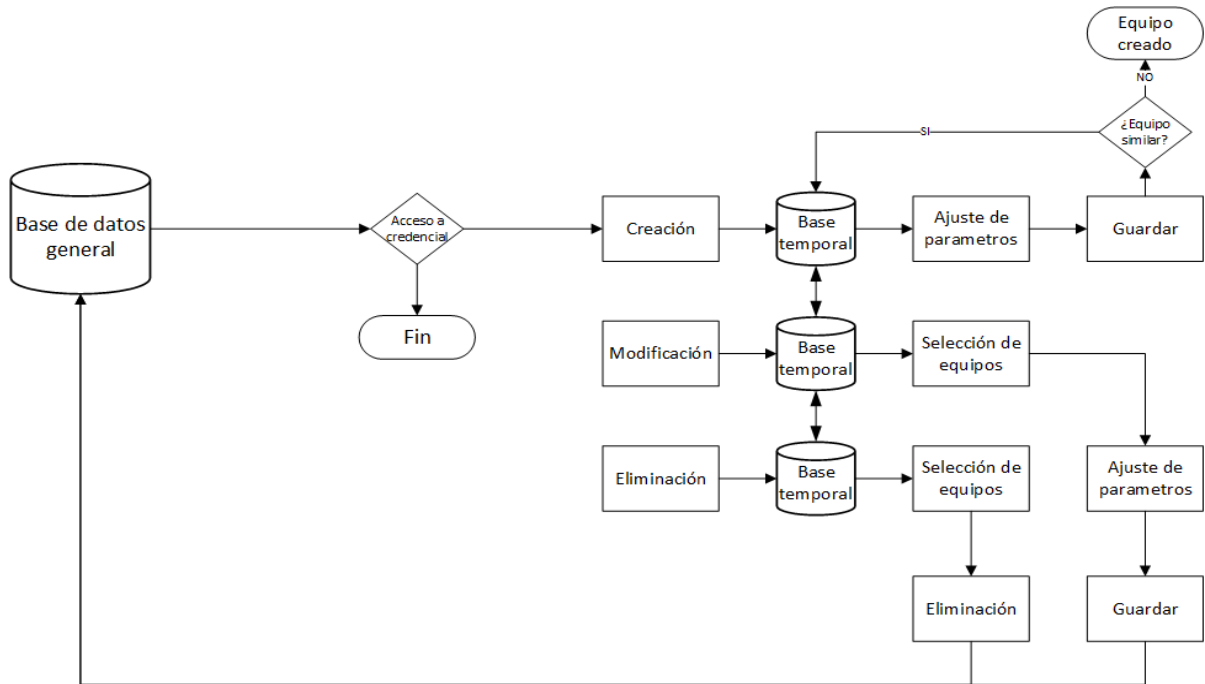 Equipo
creado
NO
¿Equipo
similar?
SI
Base de datos
general
Acceso a
credencial
Creación
Base
temporal
Ajuste de
parametros
Guardar
Fin
Modificación
Base
temporal
Selección de
equipos
Eliminación
Base
temporal
Selección de
equipos
Ajuste de
parametros
Eliminación
Guardar